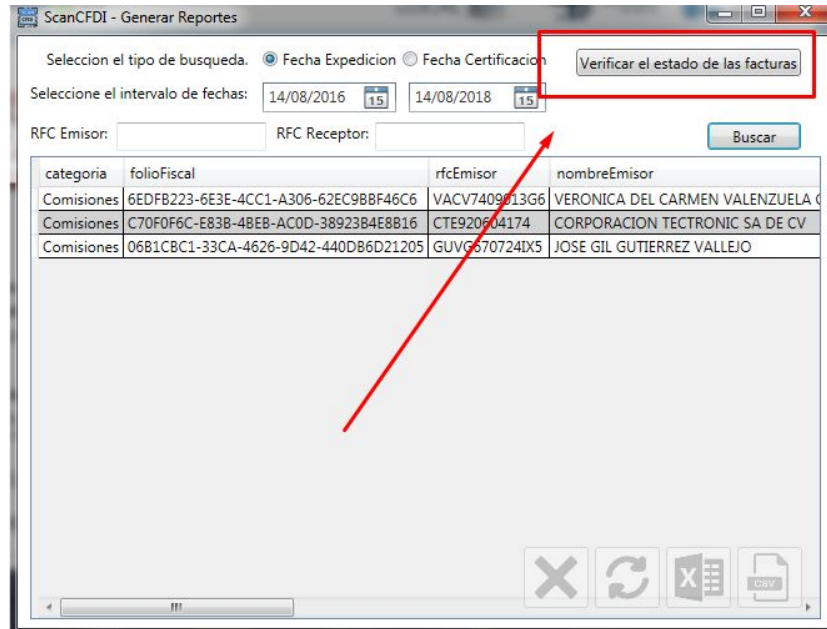 ScanCFDI - Generar Reportes
Seleccion el tipo de busqueda. Fecha Expedicion Fecha Certificacion Verificar el estado de las facturas
Seleccione el intervalo de fechas: 14/08/2016 15 14/08/2018 15
RFC Emisor: RFC Receptor: Buscar
categoria folioFiscal rfcEmisor nombreEmisor
Comisiones 6EDFB223-6E3E-4CC1-A306-62EC9BBF46C6 VACV7409013G6 VERONICA DEL CARMEN VALENZUELA
Comisiones C70F0F6C-E83B-4BEB-AC0D-38923B4E8B16 CTE920604174 CORPORACION TECTRONIC SA DE CV
Comisiones 06B1CBC1-33CA-4626-9D42-440DB6D21205 GUVG670724IX5 JOSE GIL GUTIERREZ VALLEJO
CSV